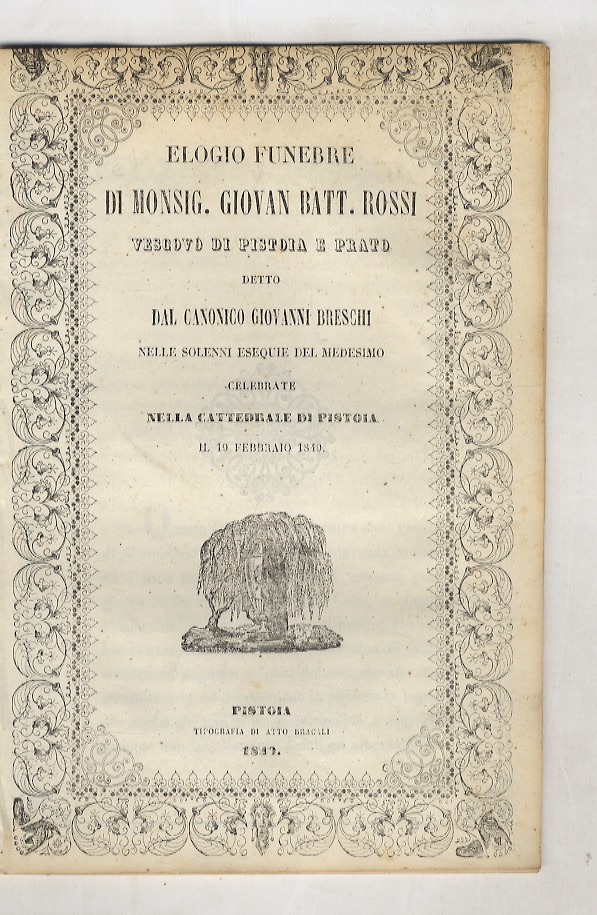 ELOGIO FUNEBRE
DI MONSIG. GIOVAN BATT. ROSSI
VESCOVO DI PISTOIA E PRATO
DETTO
DAL CANONICO GIOVANNI BRESCHI
NELLE SOLENNI ESEQUIE DEL MEDESIMO
CELEBRATE
NELLA CATTEDRALE DI PISTOIA
IL 19 FEBBRAIO 1849.
PISTOIA
TIPOGRAFIA DI ATTO BRACALI
1849.